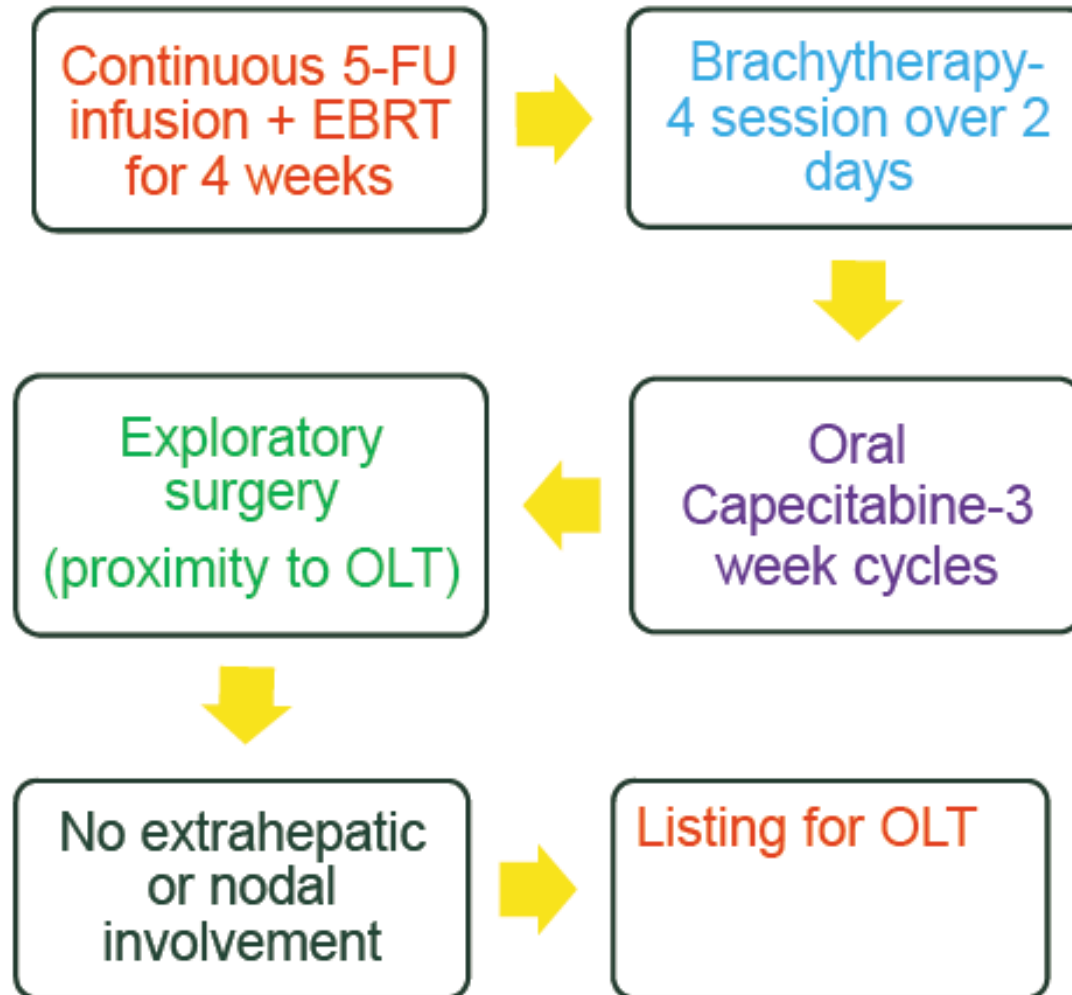 Continuous 5-FU
infusion + EBRT
for 4 weeks
Brachytherapy-
4 session over 2
days
Oral
Capecitabine-3
week cycles
Exploratory
surgery
(proximity to OLT)
No extrahepatic
or nodal
involvement
Listing for OLT